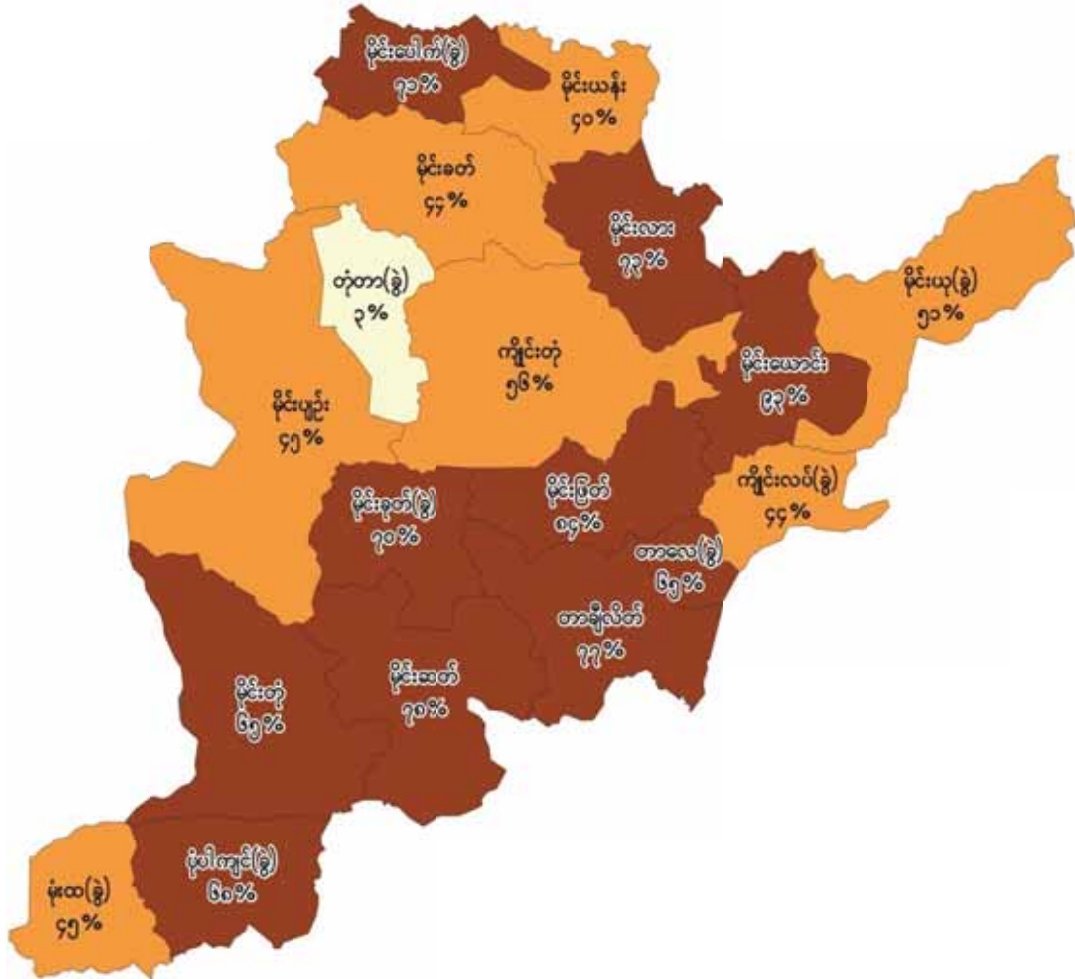 မိုင်းပေါက်(ခွဲ)
၇၁%
မိုင်းယန်း
၄၀%
မိုင်းခတ်
၄၄%
မိုင်းလား
၇၃%
မိုင်းယု(ခွဲ)
၅၁%
တုံတာ(ခွဲ)
၃%
ကျိုင်းတုံ
၅၆%
မိုင်းယောင်း
၉၃%
မိုင်းပျဉ်း
၄၅%
ကျိုင်းလပ်(ခွဲ)
၄၄%
မိုင်းခုတ်(ခွဲ)
၇၀%
မိုင်းဖြတ်
၈၄%
တာလေ(ခွဲ)
၆၅%
တာချီလိတ်
၇၇%
မိုင်းဆတ်
၇၈%
မိုင်းတုံ
၆၅%
ပုံပါကျင်(ခွဲ)
၆၈%
မုံးထ(ခွဲ)
၄၅%